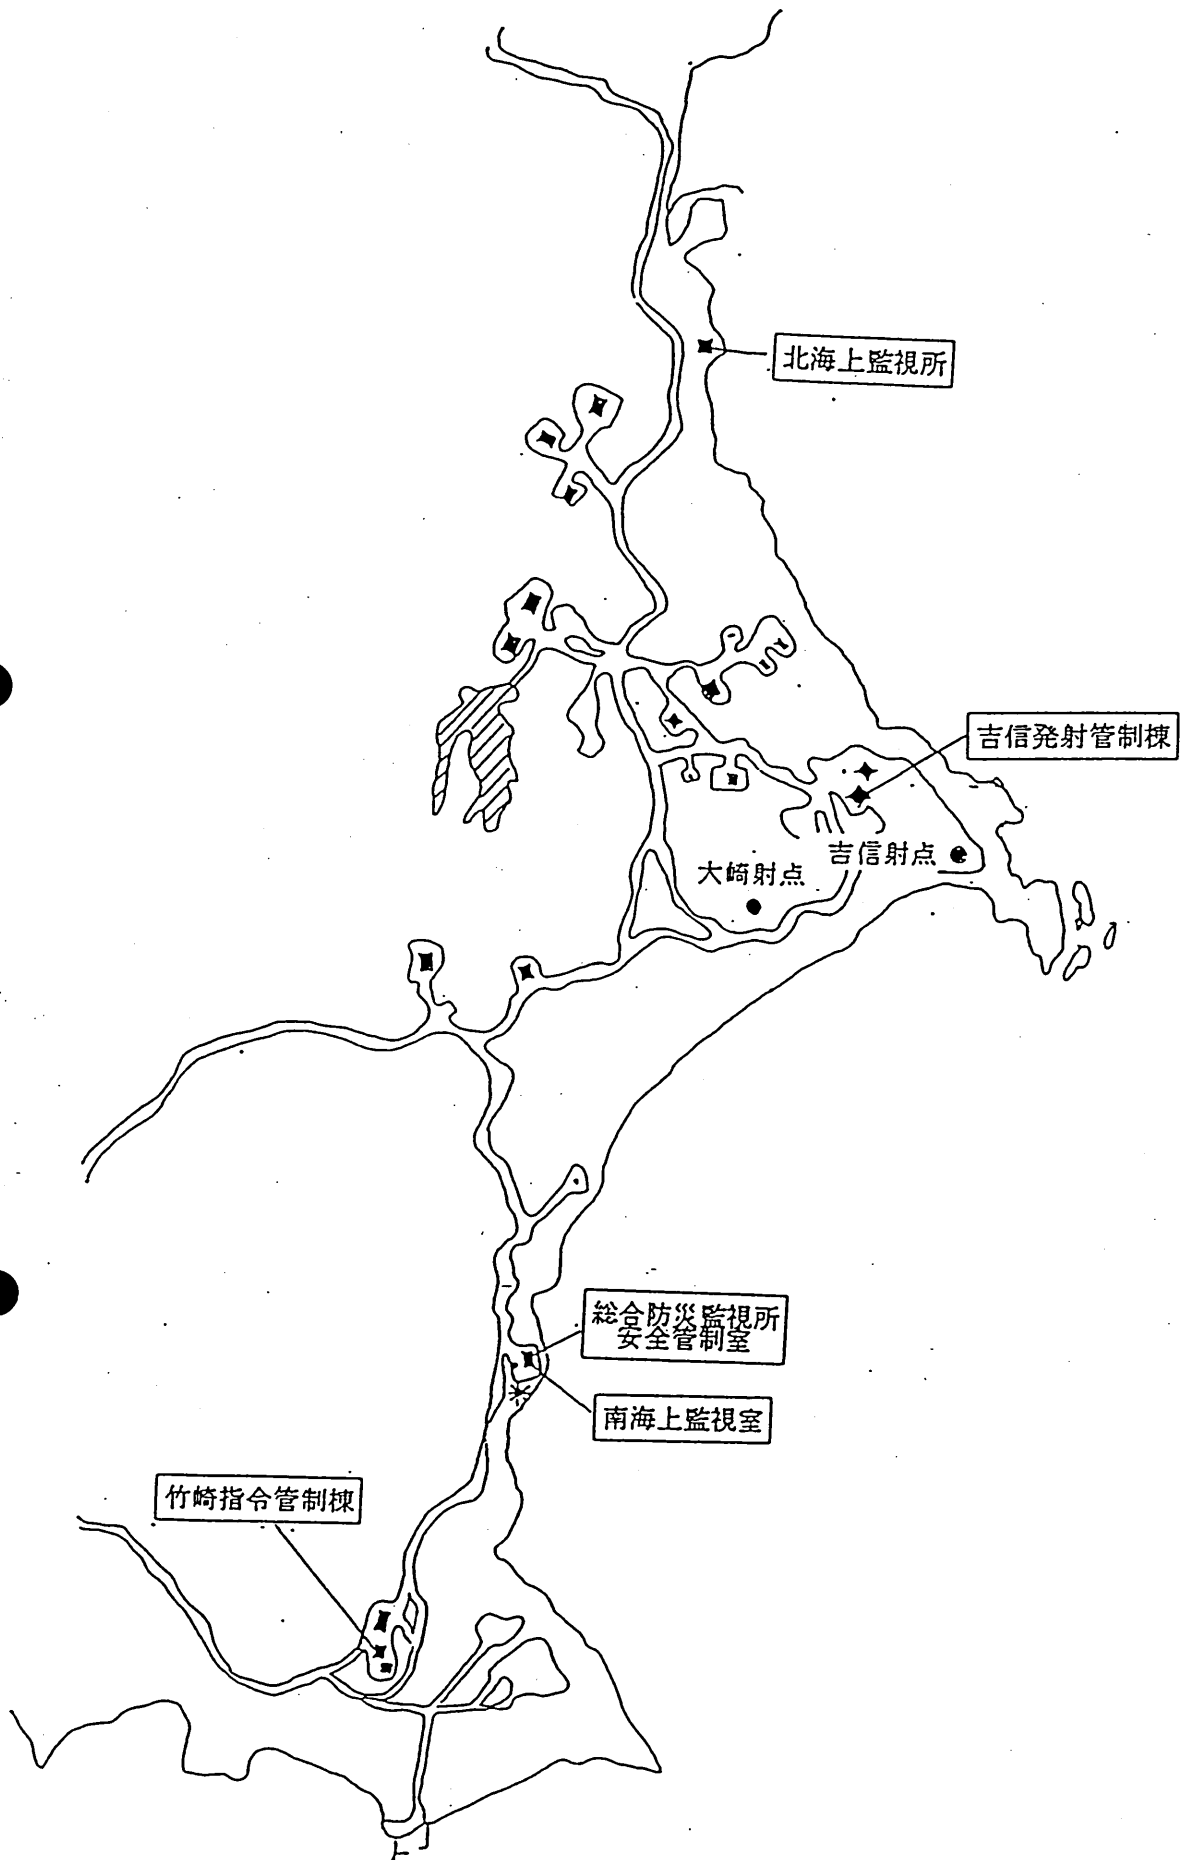 北海上監視所
吉信発射管制棟
吉信射点
大崎射点
総合防災監視所
安全管制室
南海上監視室
竹崎指令管制棟